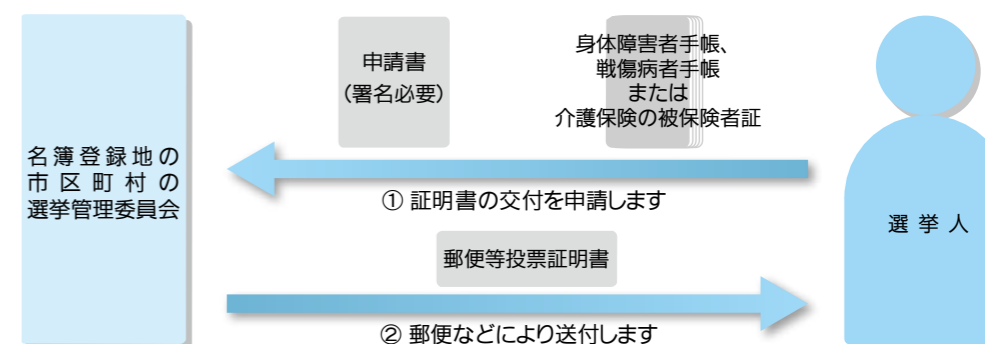 申請書
（署名必要）
身体障害者手帳、
戦傷病者手帳
または
介護保険の被保険者証
名簿登録地の
市区町村の
選挙管理委員会
① 証明書の交付を申請します
選挙人
郵便等投票証明書
② 郵便などにより送付します